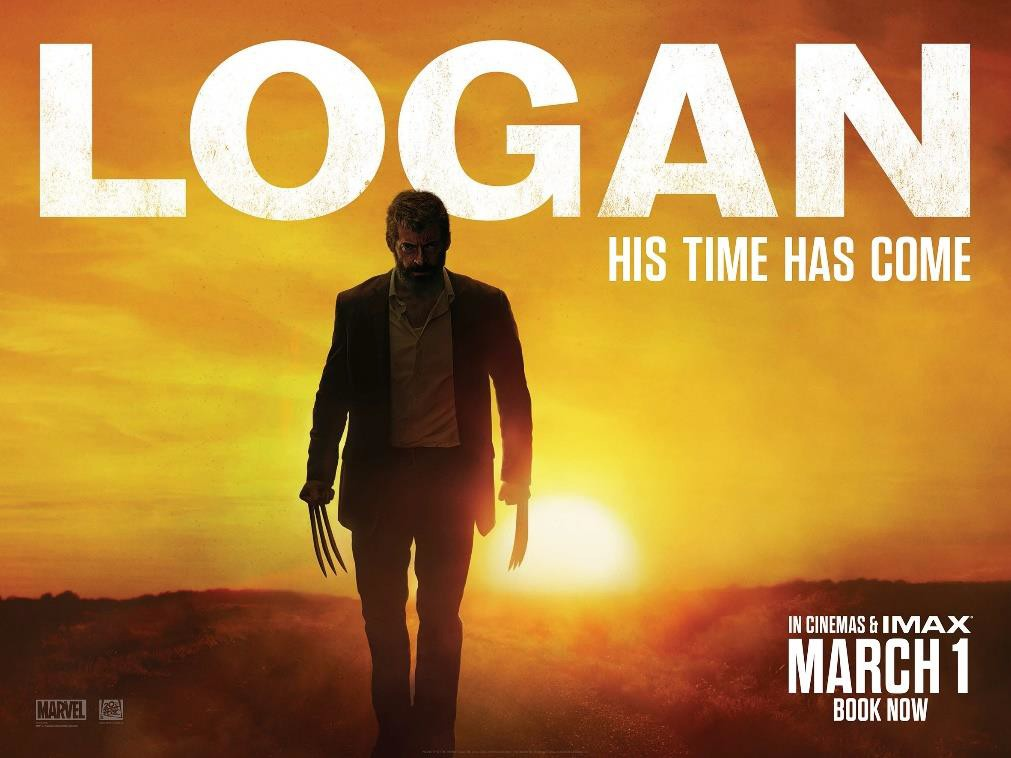 LOGAN
HIS TIME HAS COME
IN CINEMAS & IMAX
MARCH 1
BOOK NOW
MARVEL